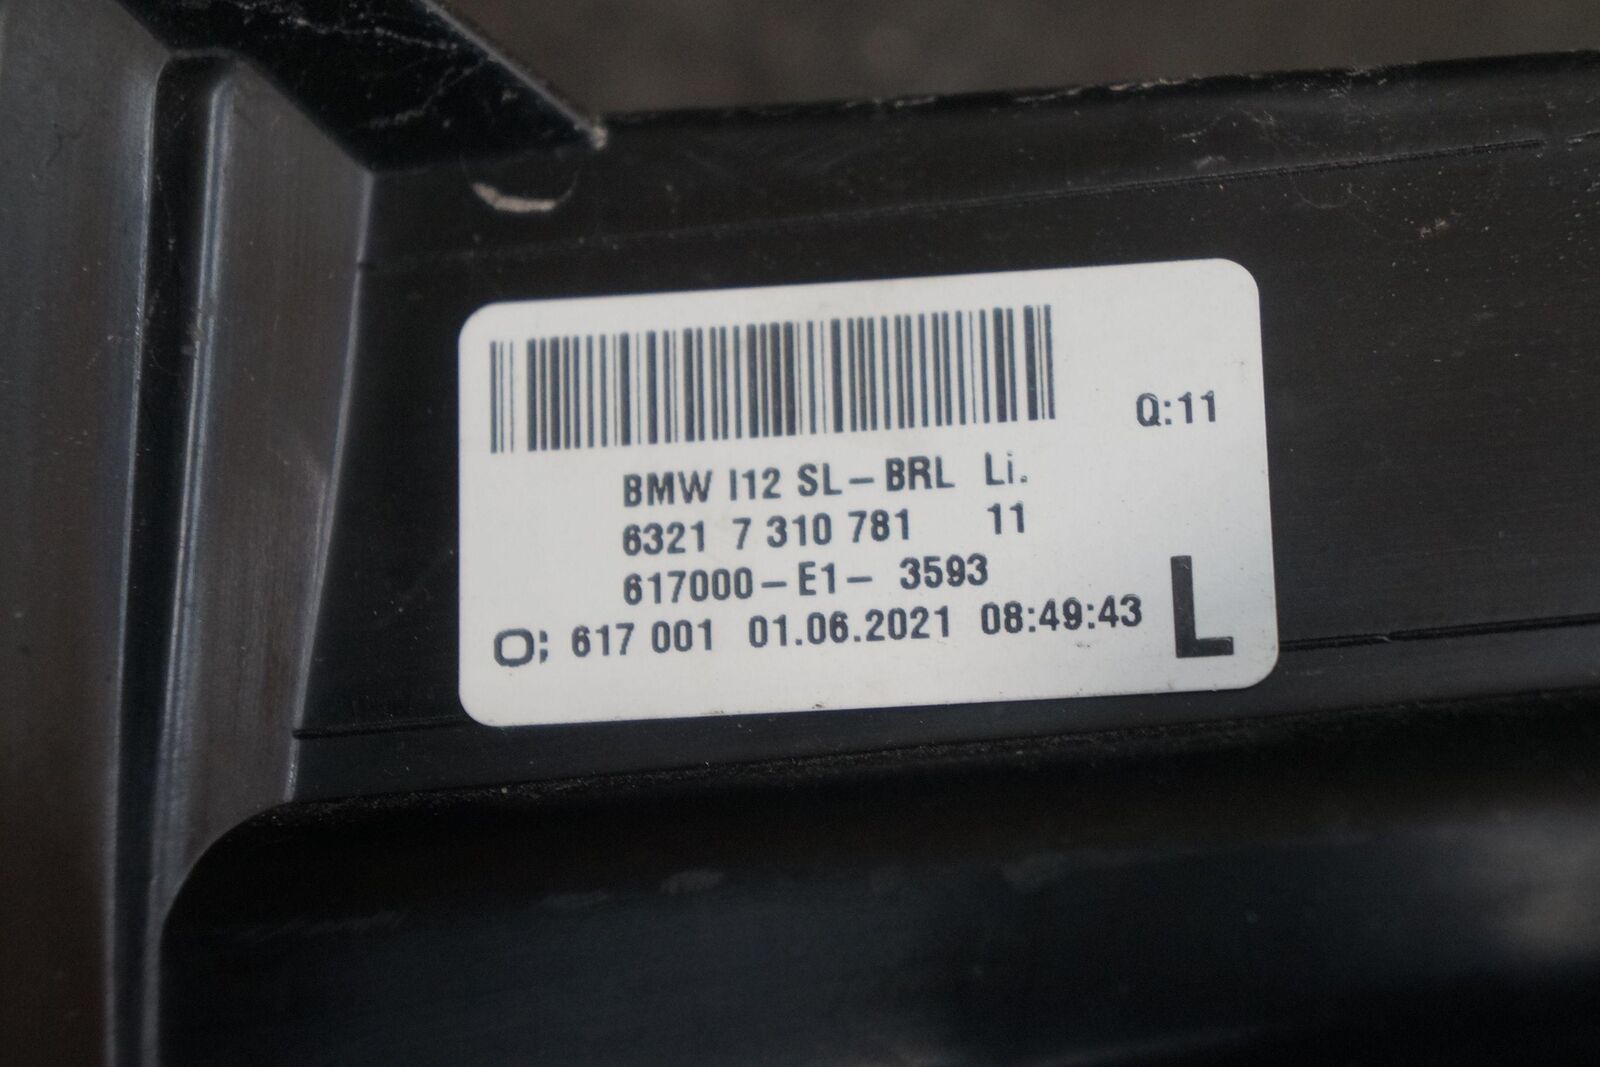 Q:11
BMW I12 SL-BRL Li.
6321 7 310 781 11
617000-E1- 3593
O; 617 001 01.06.2021 08:49:43
L